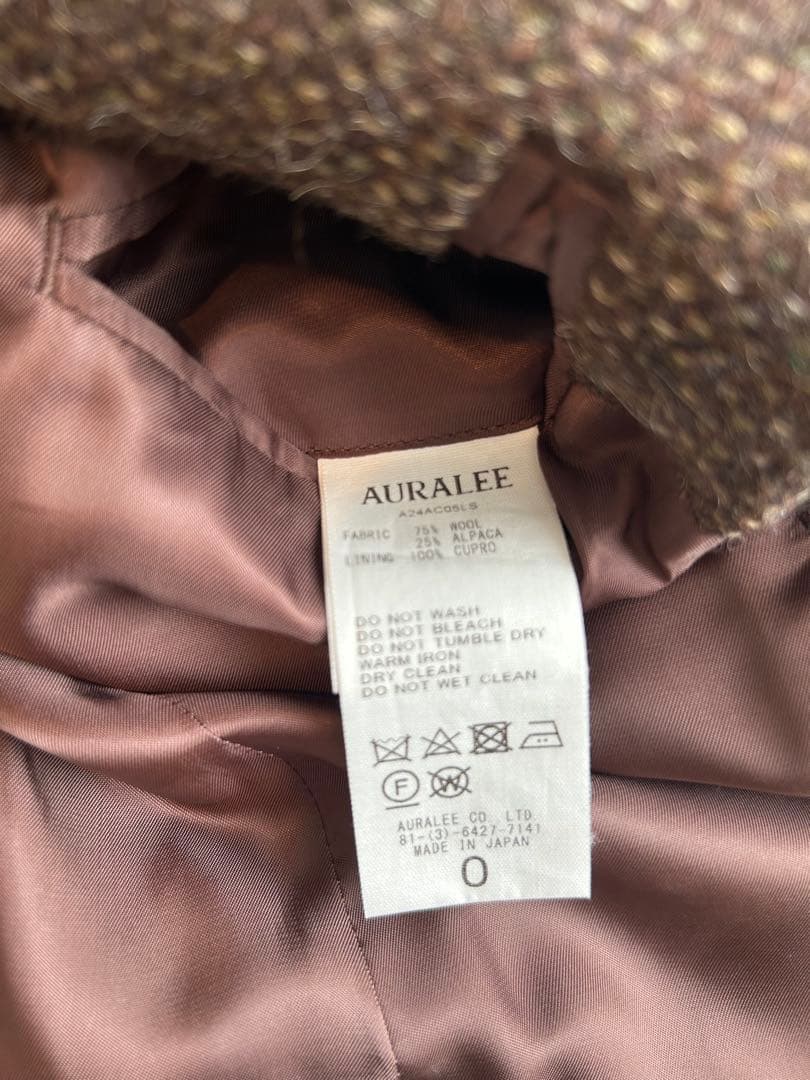 AURALEE
A24AC05LS
FABRIC 75% WOOL
25% ALPACA
LINING 100% CUPRO
DO NOT WASH
DO NOT BLEACH
DO NOT TUMBLE DRY
WARM IRON
DRY CLEAN
DO NOT WET CLEAN
F W
AURALEE CO. LTD.
81-(3)-6427-7141
MADE IN JAPAN
0